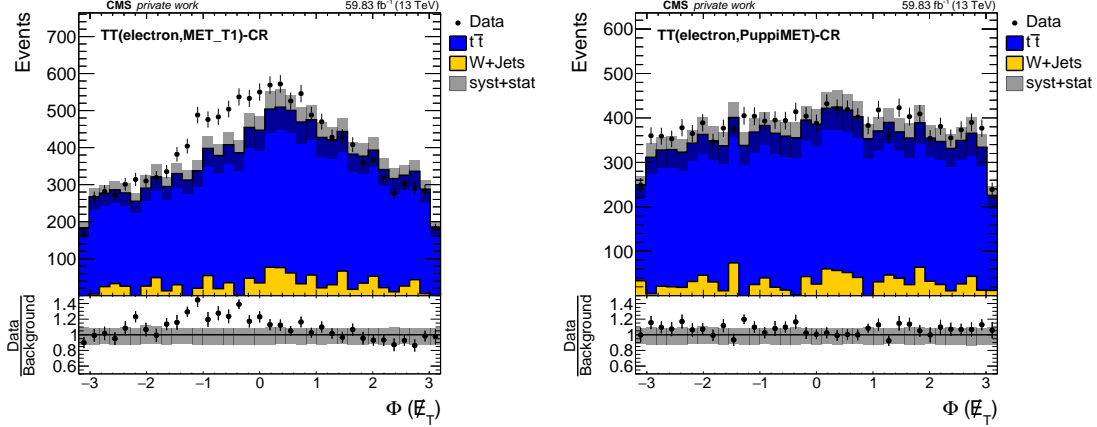 CMS private work 59.83 fb⁻¹ (13 TeV)
TT(electron,MET_T1)-CR
Events
700
600
500
400
300
200
100
Data
tt̅
W+Jets
syst+stat
Data
Background
1.4
1.2
1
0.8
0.6
−3 −2 −1 0 1 2 3
Φ (E̸_T)
CMS private work 59.83 fb⁻¹ (13 TeV)
TT(electron,PuppiMET)-CR
Events
600
500
400
300
200
100
Data
tt̅
W+Jets
syst+stat
Data
Background
1.4
1.2
1
0.8
0.6
−3 −2 −1 0 1 2 3
Φ (E̸_T)